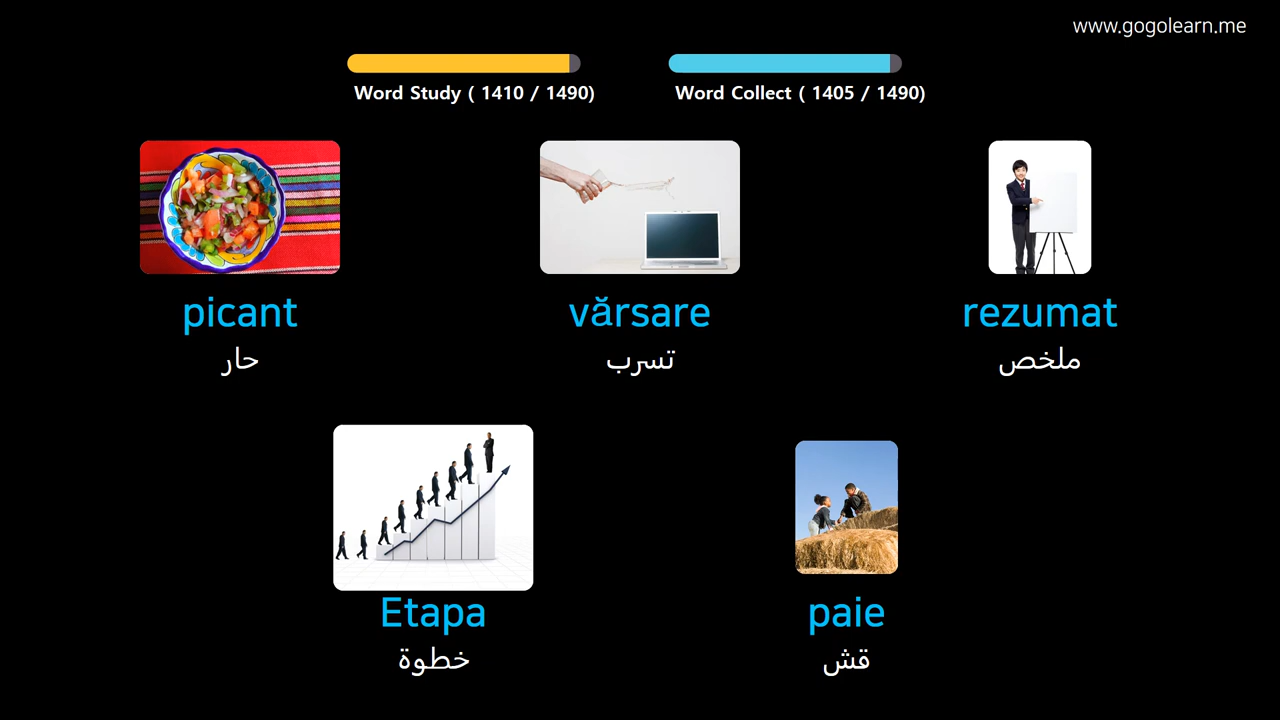 www.gogolearn.me
Word Study ( 1410 / 1490)
Word Collect ( 1405 / 1490)
picant
حار
vărsare
تسرب
rezumat
ملخص
Etapa
خطوة
paie
قش